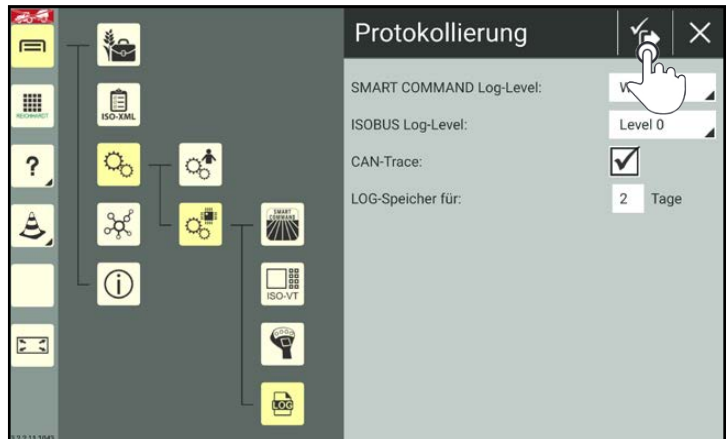 Protokollierung
SMART COMMAND Log-Level:
ISOBUS Log-Level:
Level 0
CAN-Trace:
LOG-Speicher für:
2 Tage
REICHHARDT
ISO-XML
?
SMART
COMMAND
ISO-VT
LOG